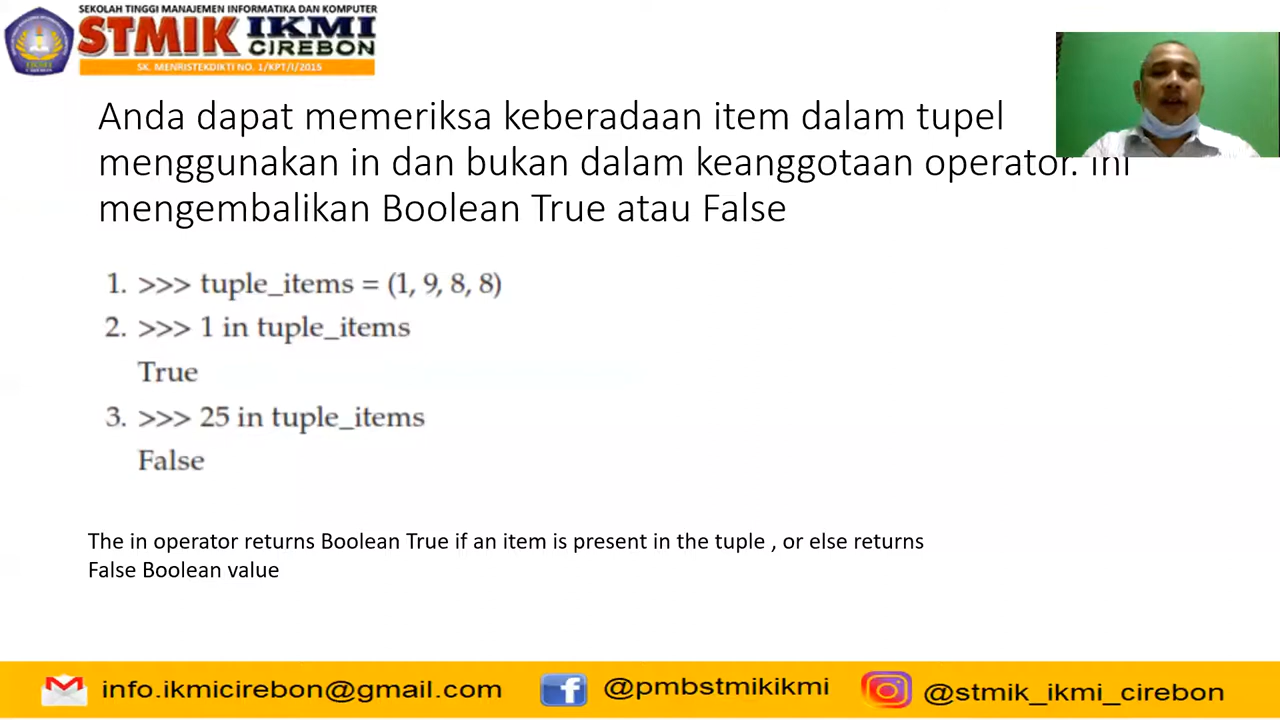 SEKOLAH TINGGI MANAJEMEN INFORMATIKA DAN KOMPUTER
STMIK IKMI
CIREBON
SK. MENRISTEKDIKTI NO. 1/KPT/I/2015
Anda dapat memeriksa keberadaan item dalam tupel
menggunakan in dan bukan dalam keanggotaan operator. Ini
mengembalikan Boolean True atau False
1. >>> tuple_items = (1, 9, 8, 8)
2. >>> 1 in tuple_items
True
3. >>> 25 in tuple_items
False
The in operator returns Boolean True if an item is present in the tuple , or else returns
False Boolean value
info.ikmicirebon@gmail.com @pmbstmikikmi @stmik_ikmi_cirebon